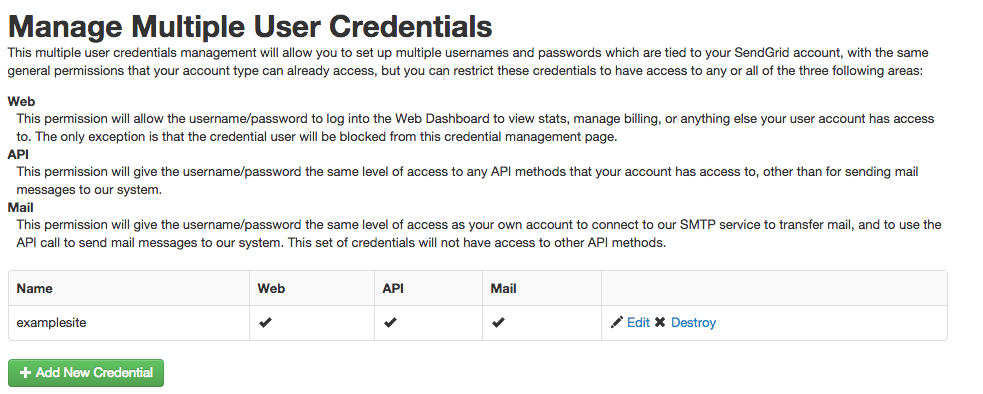 Manage Multiple User Credentials
This multiple user credentials management will allow you to set up multiple usernames and passwords which are tied to your SendGrid account, with the same
general permissions that your account type can already access, but you can restrict these credentials to have access to any or all of the three following areas:
Web
This permission will allow the username/password to log into the Web Dashboard to view stats, manage billing, or anything else your user account has access
to. The only exception is that the credential user will be blocked from this credential management page.
API
This permission will give the username/password the same level of access to any API methods that your account has access to, other than for sending mail
messages to our system.
Mail
This permission will give the username/password the same level of access as your own account to connect to our SMTP service to transfer mail, and to use the
API call to send mail messages to our system. This set of credentials will not have access to other API methods.
Name Web API Mail
examplesite ✔ ✔ ✔ Edit ✖ Destroy
+ Add New Credential